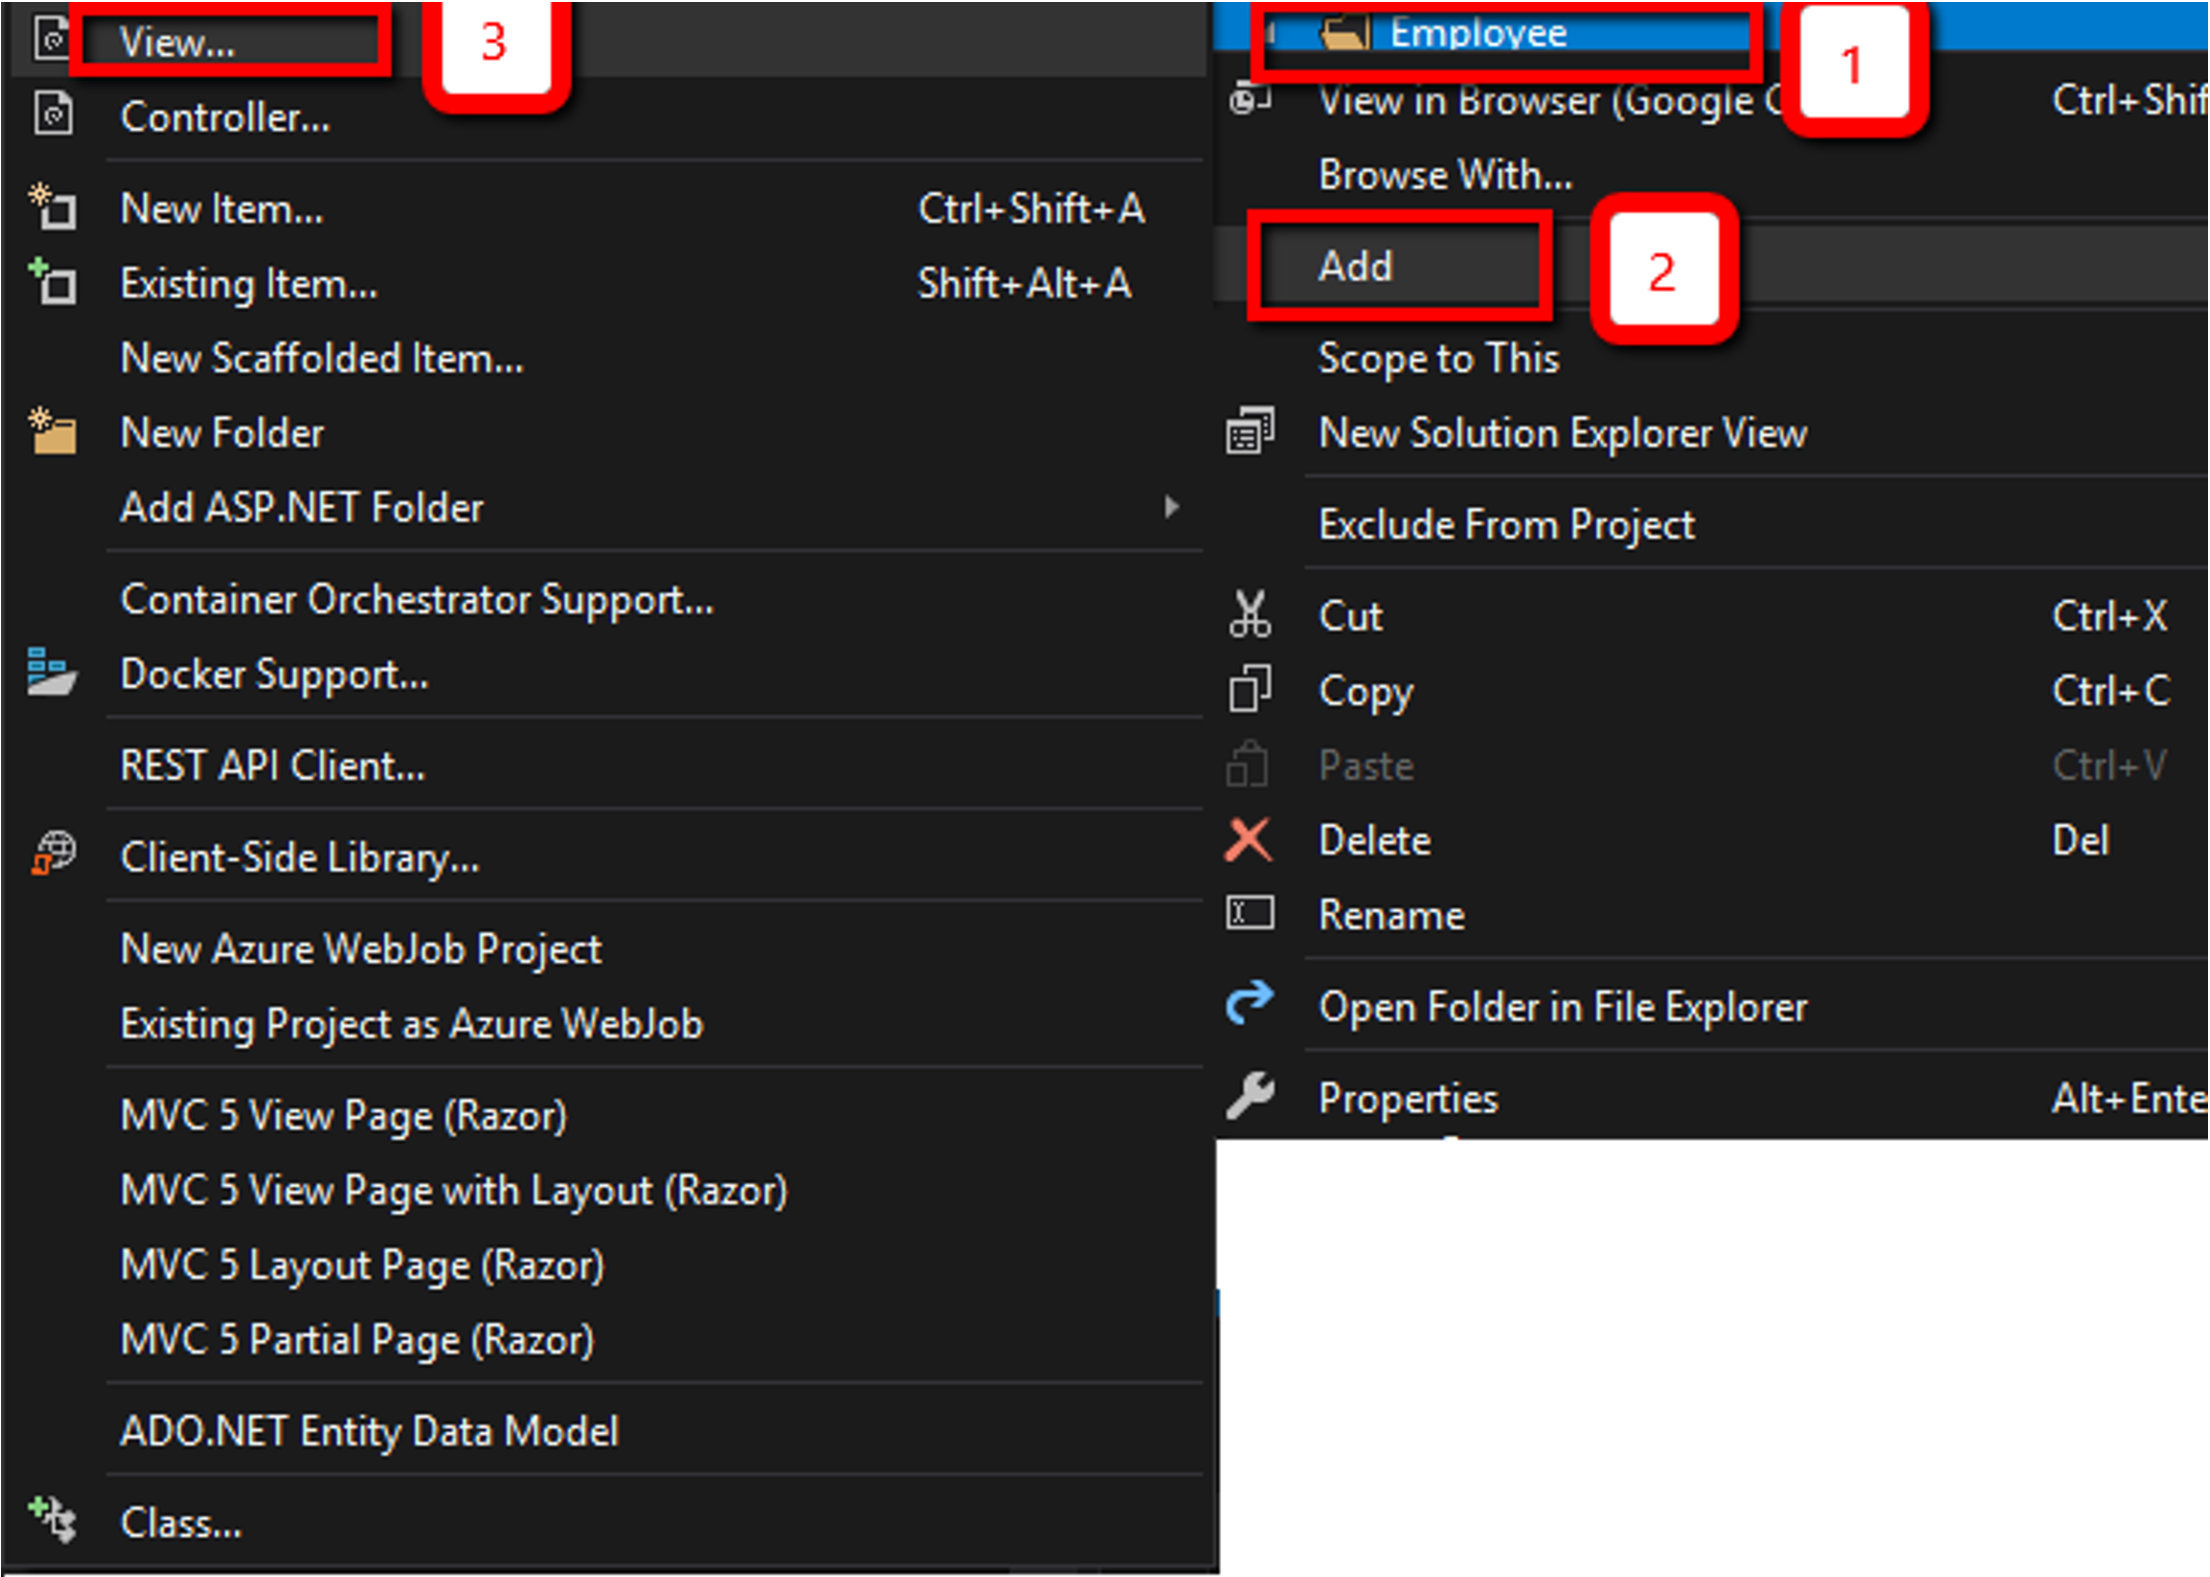 View...
3
Controller...
New Item...
Ctrl+Shift+A
Existing Item...
Shift+Alt+A
New Scaffolded Item...
New Folder
Add ASP.NET Folder
Container Orchestrator Support...
Docker Support...
REST API Client...
Client-Side Library...
New Azure WebJob Project
Existing Project as Azure WebJob
MVC 5 View Page (Razor)
MVC 5 View Page with Layout (Razor)
MVC 5 Layout Page (Razor)
MVC 5 Partial Page (Razor)
ADO.NET Entity Data Model
Class...
Employee
1
View in Browser (Google C
Ctrl+Shif
Browse With...
Add
2
Scope to This
New Solution Explorer View
Exclude From Project
Cut
Ctrl+X
Copy
Ctrl+C
Paste
Ctrl+V
Delete
Del
Rename
Open Folder in File Explorer
Properties
Alt+Ente